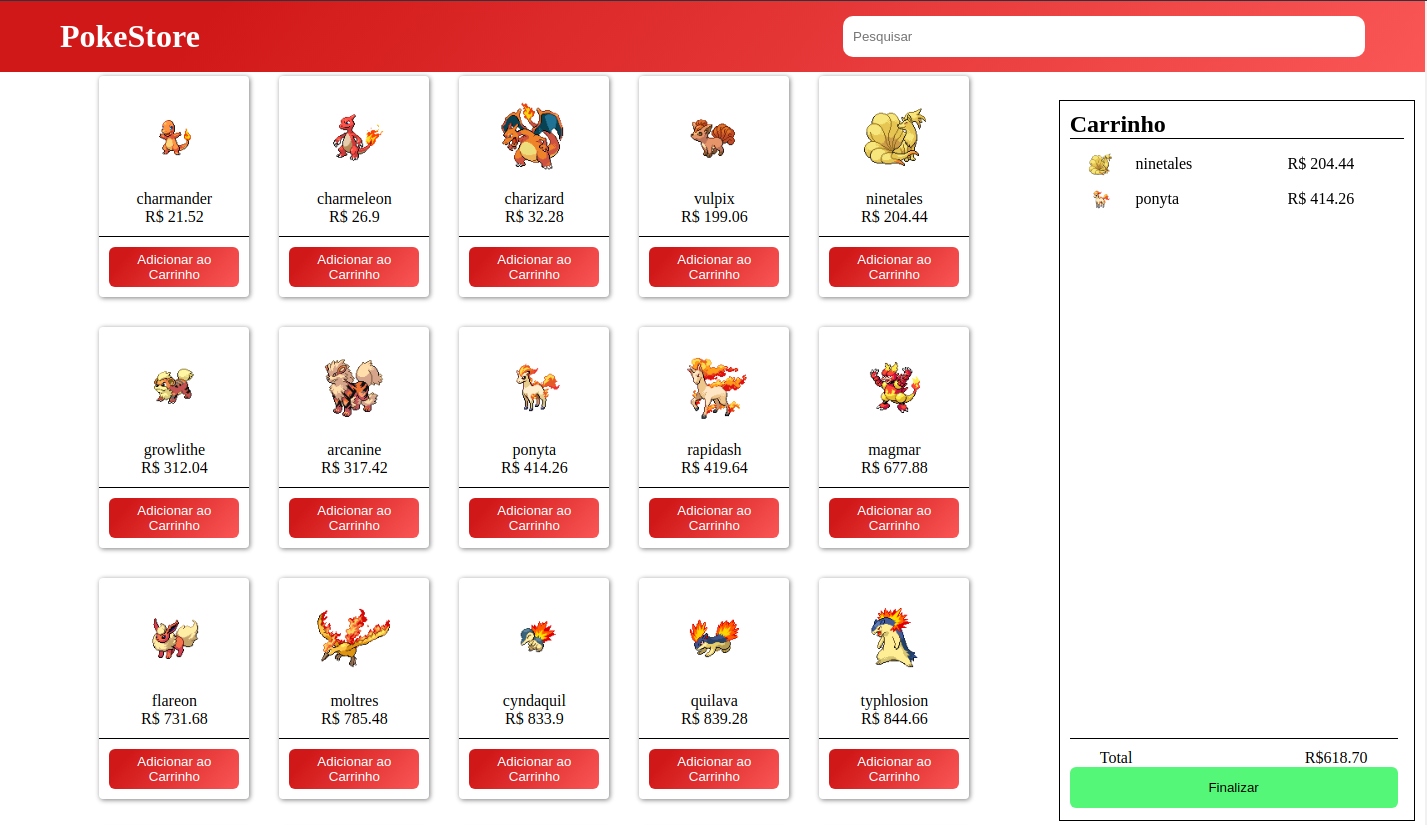 PokeStore
Pesquisar
charmander
R$ 21.52
Adicionar ao
Carrinho
charmeleon
R$ 26.9
Adicionar ao
Carrinho
charizard
R$ 32.28
Adicionar ao
Carrinho
vulpix
R$ 199.06
Adicionar ao
Carrinho
ninetales
R$ 204.44
Adicionar ao
Carrinho
growlithe
R$ 312.04
Adicionar ao
Carrinho
arcanine
R$ 317.42
Adicionar ao
Carrinho
ponyta
R$ 414.26
Adicionar ao
Carrinho
rapidash
R$ 419.64
Adicionar ao
Carrinho
magmar
R$ 677.88
Adicionar ao
Carrinho
flareon
R$ 731.68
Adicionar ao
Carrinho
moltres
R$ 785.48
Adicionar ao
Carrinho
cyndaquil
R$ 833.9
Adicionar ao
Carrinho
quilava
R$ 839.28
Adicionar ao
Carrinho
typhlosion
R$ 844.66
Adicionar ao
Carrinho
Carrinho
ninetales R$ 204.44
ponyta R$ 414.26
Total R$618.70
Finalizar